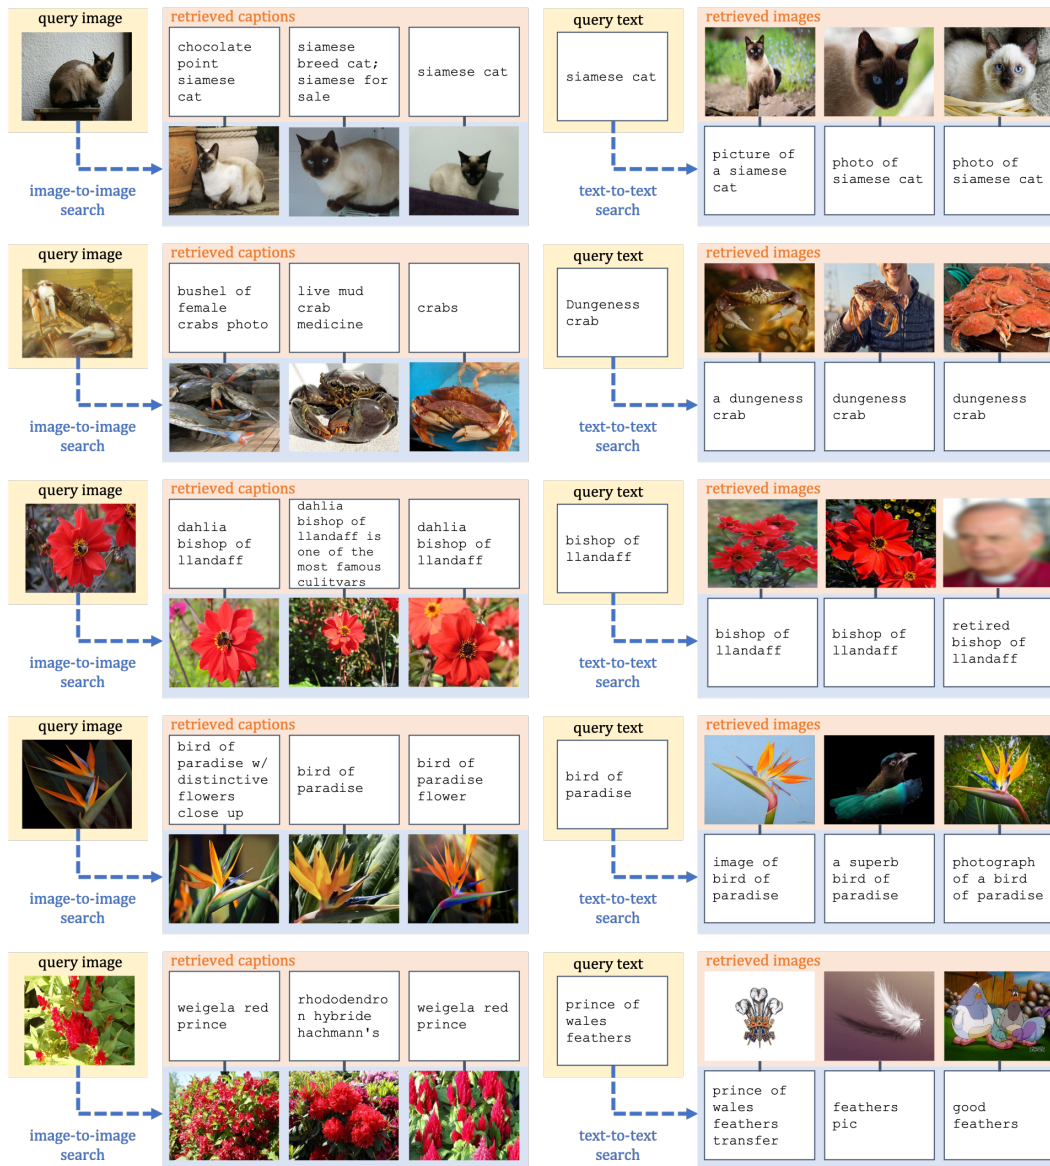 query image
retrieved captions
chocolate
point
siamese
cat
siamese
breed cat;
siamese for
sale
siamese cat
image-to-image
search
query text
siamese cat
retrieved images
picture of
a siamese
cat
photo of
siamese cat
photo of
siamese cat
text-to-text
search
query image
retrieved captions
bushel of
female
crabs photo
live mud
crab
medicine
crabs
image-to-image
search
query text
Dungeness
crab
retrieved images
a dungeness
crab
dungeness
crab
dungeness
crab
text-to-text
search
query image
retrieved captions
dahlia
bishop of
llandaff
dahlia
bishop of
llandaff is
one of the
most famous
culitvars
dahlia
bishop of
llandaff
image-to-image
search
query text
bishop of
llandaff
retrieved images
bishop of
llandaff
bishop of
llandaff
retired
bishop of
llandaff
text-to-text
search
query image
retrieved captions
bird of
paradise w/
distinctive
flowers
close up
bird of
paradise
bird of
paradise
flower
image-to-image
search
query text
bird of
paradise
retrieved images
image of
bird of
paradise
a superb
bird of
paradise
photograph
of a bird
of paradise
text-to-text
search
query image
retrieved captions
weigela red
prince
rhododendro
n hybride
hachmann's
weigela red
prince
image-to-image
search
query text
prince of
wales
feathers
retrieved images
prince of
wales
feathers
transfer
feathers
pic
good
feathers
text-to-text
search